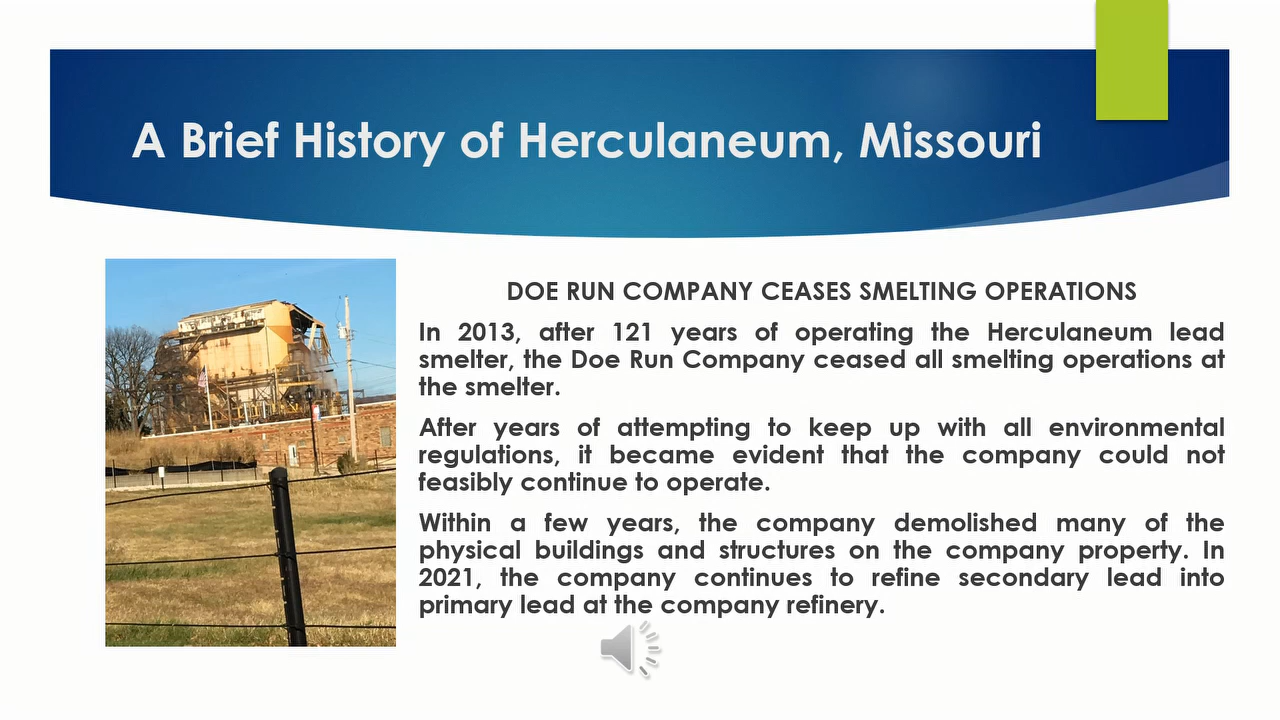 A Brief History of Herculaneum, Missouri
DOE RUN COMPANY CEASES SMELTING OPERATIONS
In 2013, after 121 years of operating the Herculaneum lead
smelter, the Doe Run Company ceased all smelting operations at
the smelter.
After years of attempting to keep up with all environmental
regulations, it became evident that the company could not
feasibly continue to operate.
Within a few years, the company demolished many of the
physical buildings and structures on the company property. In
2021, the company continues to refine secondary lead into
primary lead at the company refinery.